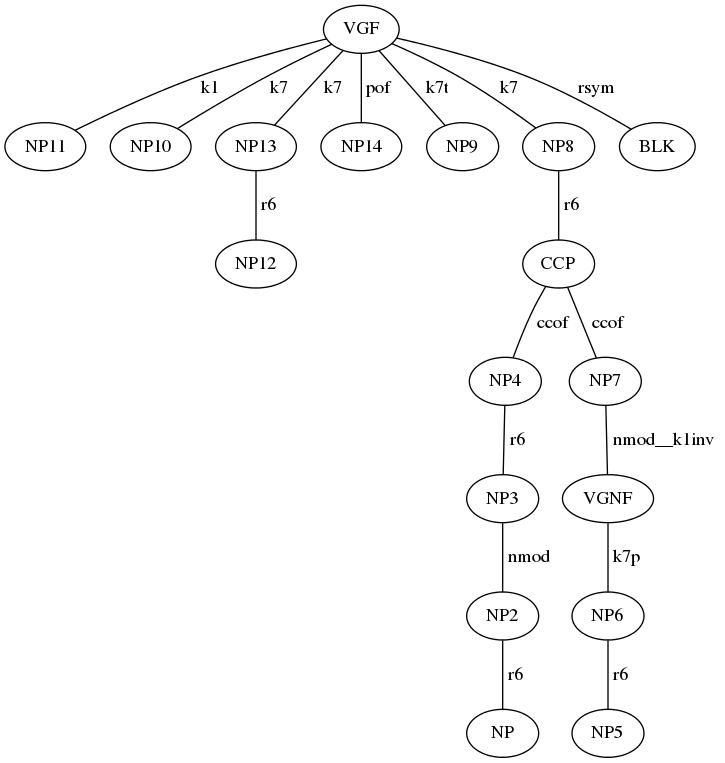 VGF
k1 k7 k7 pof k7t k7 rsym
NP11 NP10 NP13 NP14 NP9 NP8 BLK
r6 r6
NP12 CCP
ccof ccof
NP4 NP7
r6 nmod__k1inv
NP3 VGNF
nmod k7p
NP2 NP6
r6 r6
NP NP5